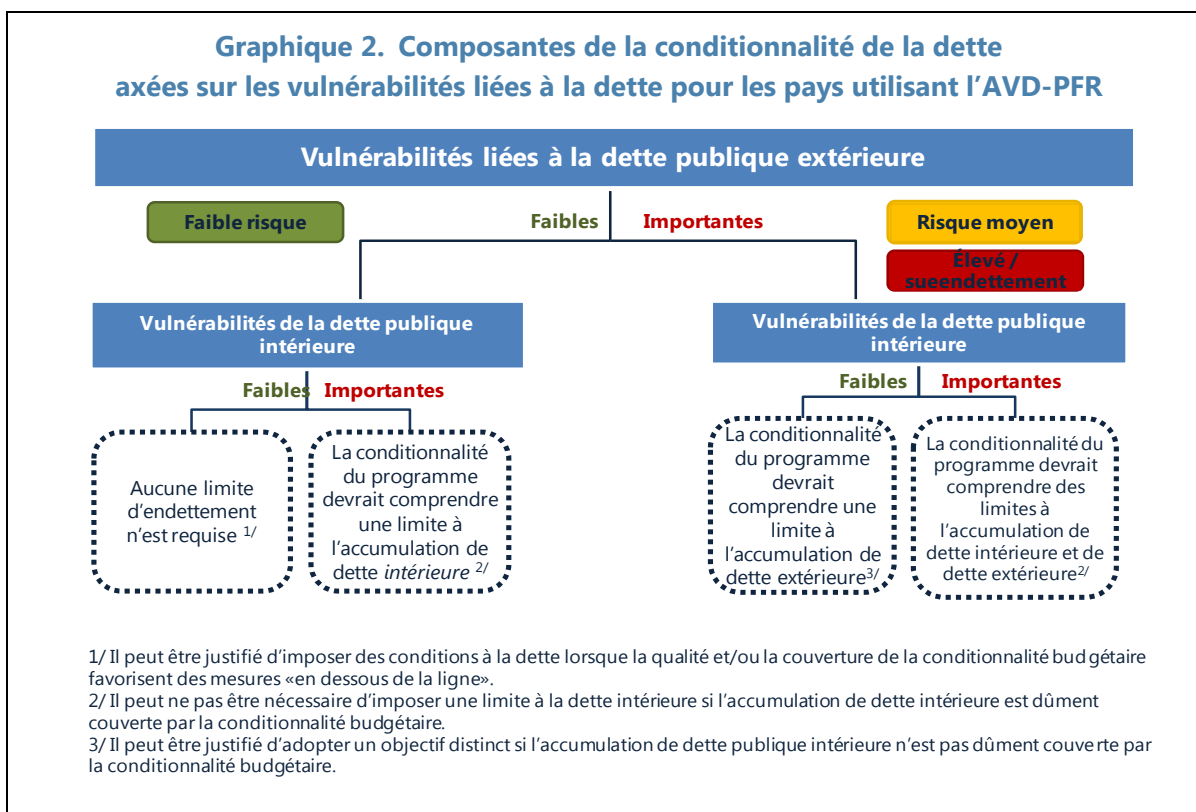 Graphique 2. Composantes de la conditionnalité de la dette
axées sur les vulnérabilités liées à la dette pour les pays utilisant l’AVD-PFR
Vulnérabilités liées à la dette publique extérieure
Faible risque
Faibles
Importantes
Risque moyen
Élevé /
sueendettement
Vulnérabilités de la dette publique
intérieure
Faibles
Importantes
Aucune limite
d’endettement
n’est requise 1/
La conditionnalité
du programme
devrait comprendre
une limite à
l’accumulation de
dette intérieure 2/
Vulnérabilités de la dette publique
intérieure
Faibles
Importantes
La conditionnalité
du programme
devrait
comprendre une
limite à
l’accumulation de
dette extérieure3/
La conditionnalité du
programme devrait
comprendre des
limites à
l’accumulation de
dette intérieure et de
dette extérieure2/
1/ Il peut être justifié d’imposer des conditions à la dette lorsque la qualité et/ou la couverture de la conditionnalité budgétaire
favorisent des mesures «en dessous de la ligne».
2/ Il peut ne pas être nécessaire d’imposer une limite à la dette intérieure si l’accumulation de dette intérieure est dûment
couverte par la conditionnalité budgétaire.
3/ Il peut être justifié d’adopter un objectif distinct si l’accumulation de dette publique intérieure n’est pas dûment couverte par
la conditionnalité budgétaire.